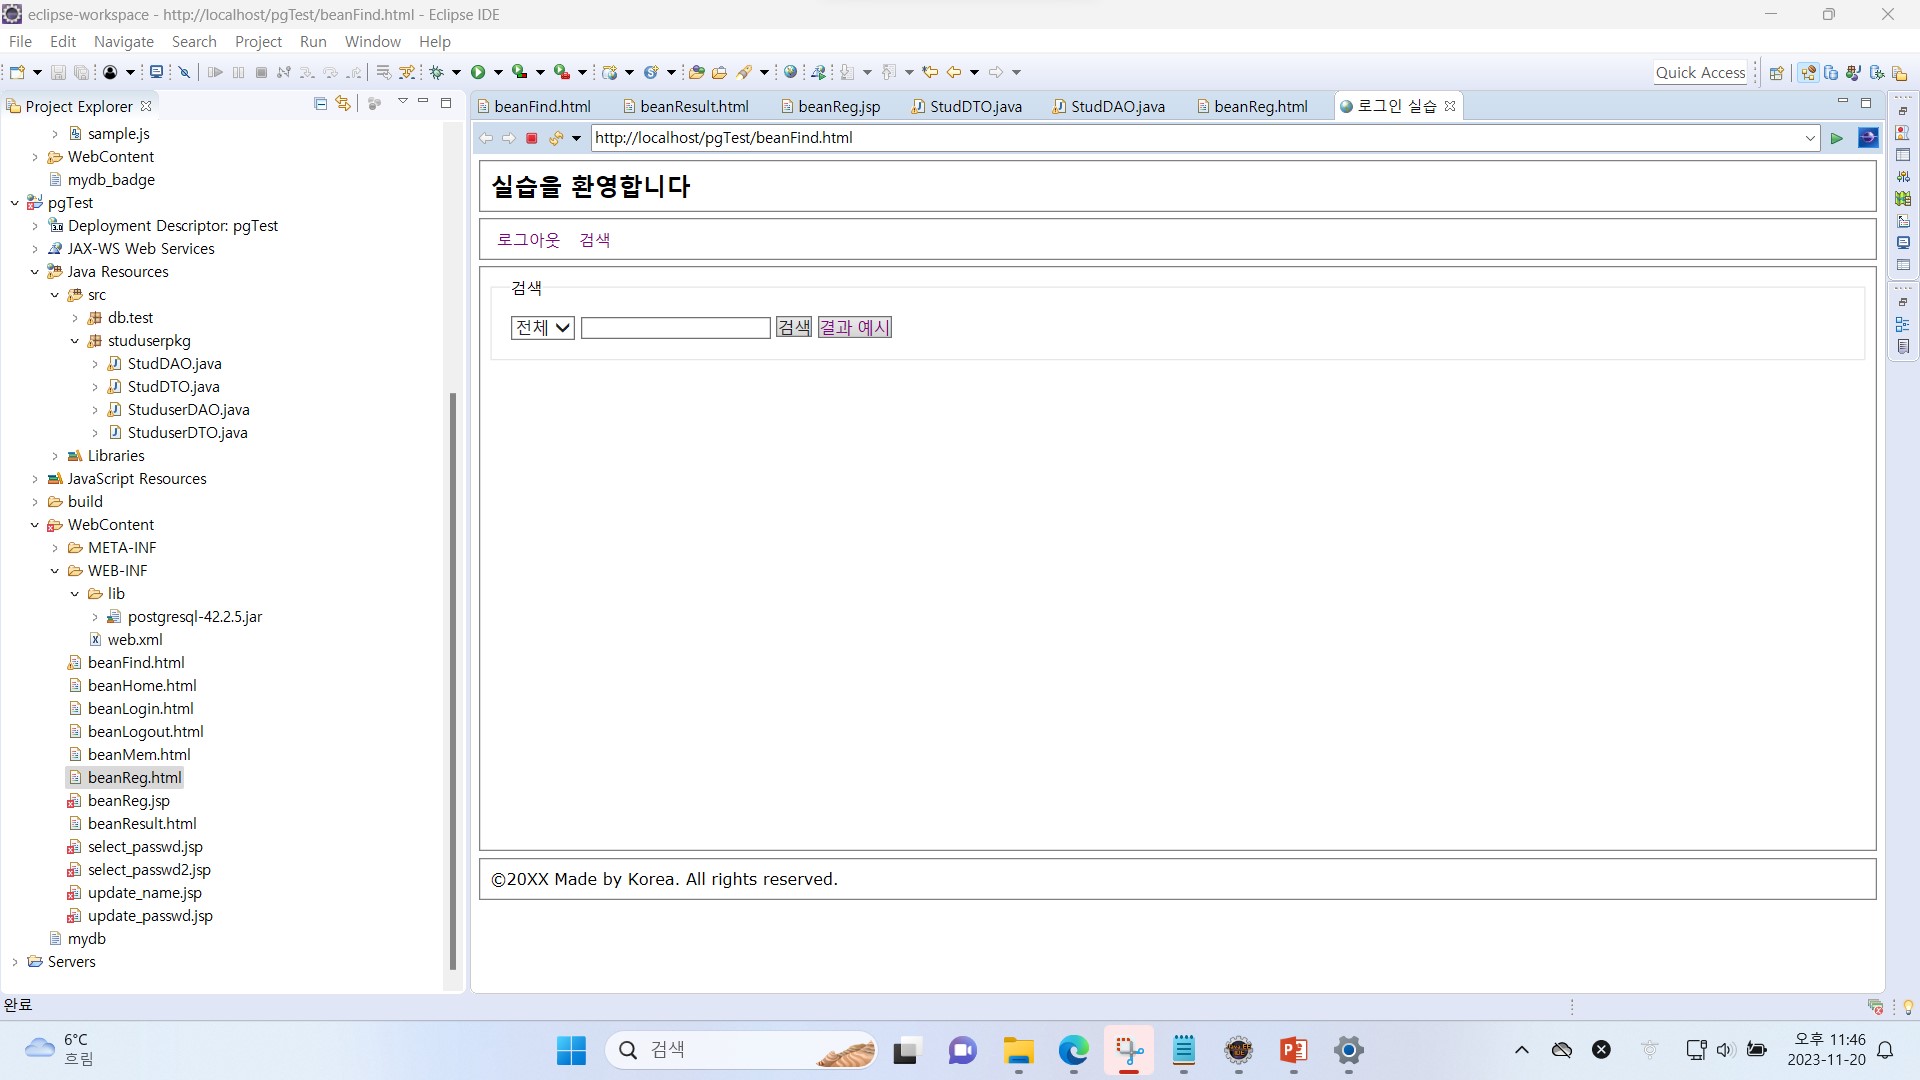 eclipse-workspace - http://localhost/pgTest/beanFind.html - Eclipse IDE
File Edit Navigate Search Project Run Window Help
Quick Access
Project Explorer
sample.js
WebContent
mydb_badge
pgTest
Deployment Descriptor: pgTest
JAX-WS Web Services
Java Resources
src
db.test
studuserpkg
StudDAO.java
StudDTO.java
StuduserDAO.java
StuduserDTO.java
Libraries
JavaScript Resources
build
WebContent
META-INF
WEB-INF
lib
postgresql-42.2.5.jar
web.xml
beanFind.html
beanHome.html
beanLogin.html
beanLogout.html
beanMem.html
beanReg.html
beanReg.jsp
beanResult.html
select_passwd.jsp
select_passwd2.jsp
update_name.jsp
update_passwd.jsp
mydb
Servers
beanFind.html beanResult.html beanReg.jsp StudDTO.java StudDAO.java beanReg.html 로그인 실습
http://localhost/pgTest/beanFind.html
실습을 환영합니다
로그아웃 검색
검색
전체 검색 결과 예시
©20XX Made by Korea. All rights reserved.
완료
6°C
흐림
검색
오후 11:46
2023-11-20